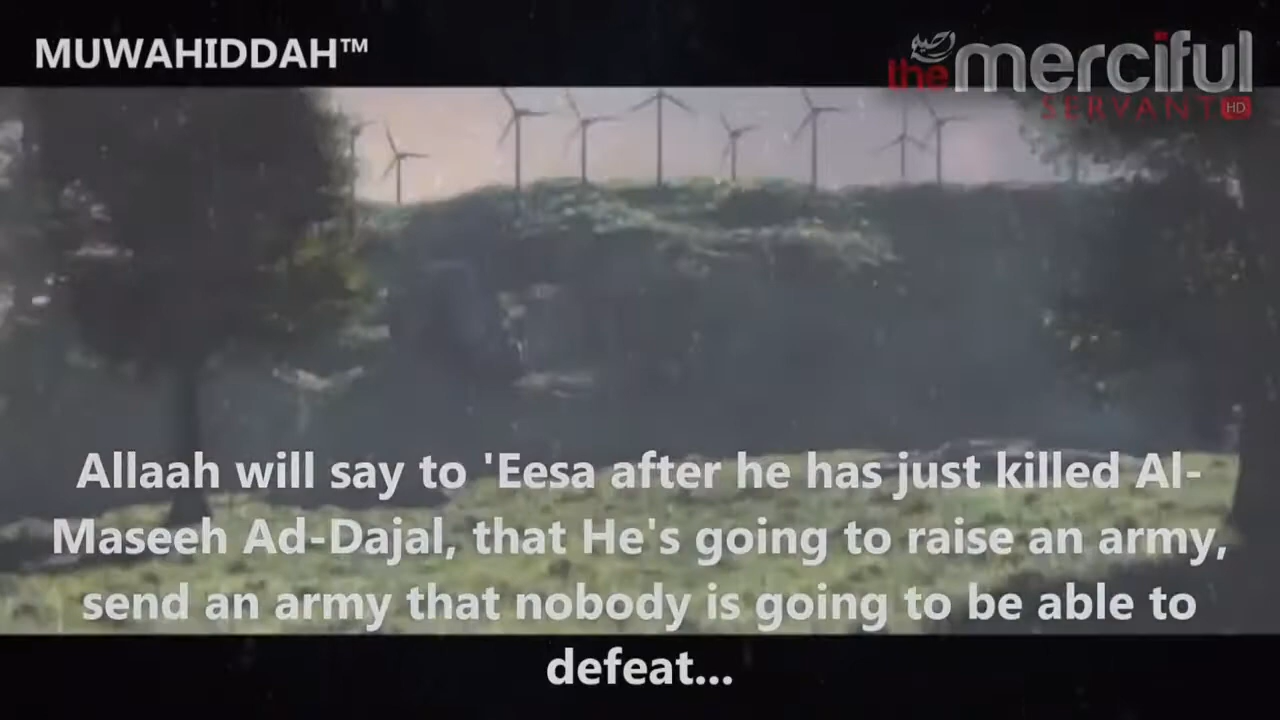 MUWAHIDDAH™
the merciful
SERVANT HD
Allaah will say to 'Eesa after he has just killed Al-
Maseeh Ad-Dajal, that He's going to raise an army,
send an army that nobody is going to be able to
defeat...